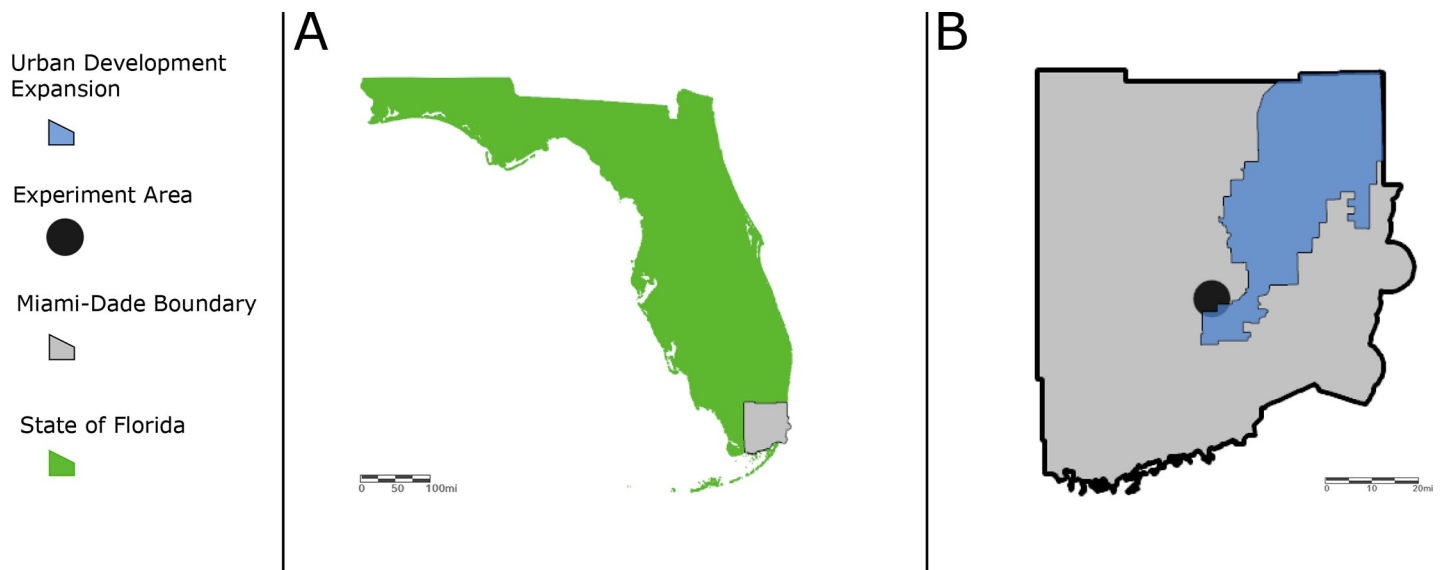 Urban Development
Expansion
Experiment Area
Miami-Dade Boundary
State of Florida
A
0 50 100mi
B
0 10 20mi